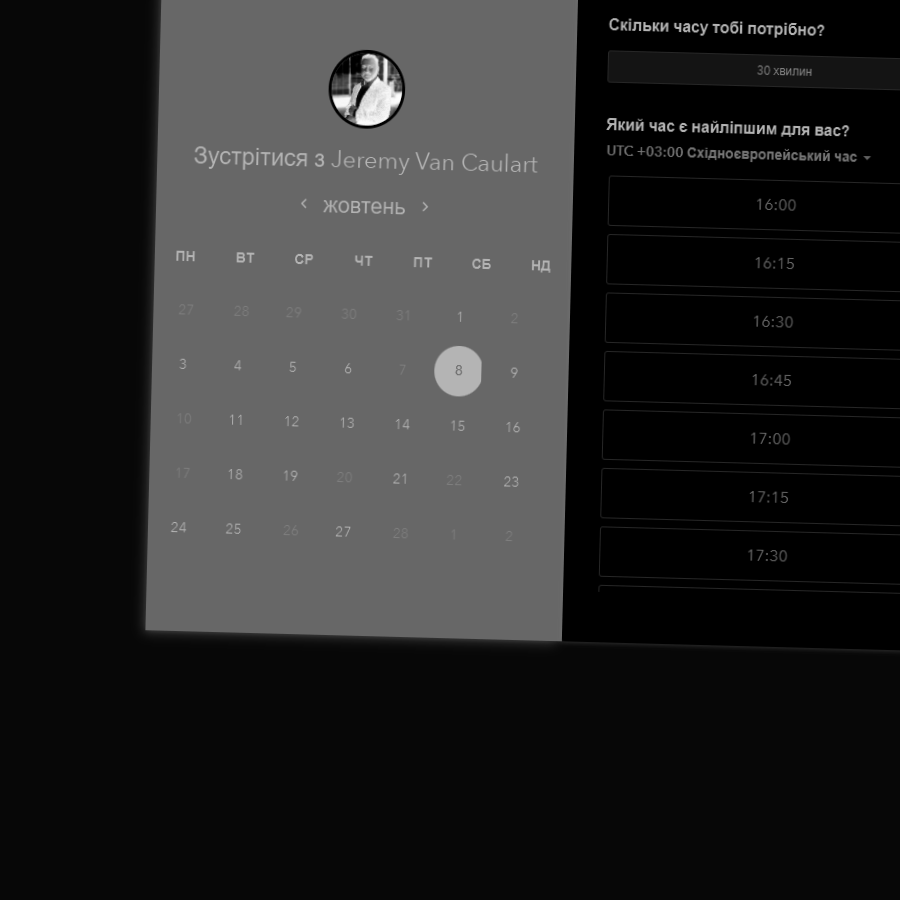 Зустрітися з Jeremy Van Caulart
‹ жовтень ›
ПН ВТ СР ЧТ ПТ СБ НД
27 28 29 30 31 1 2
3 4 5 6 7 8 9
10 11 12 13 14 15 16
17 18 19 20 21 22 23
24 25 26 27 28 1 2
Скільки часу тобі потрібно?
30 хвилин
Який час є найліпшим для вас?
UTC +03:00 Східноєвропейський час
16:00
16:15
16:30
16:45
17:00
17:15
17:30